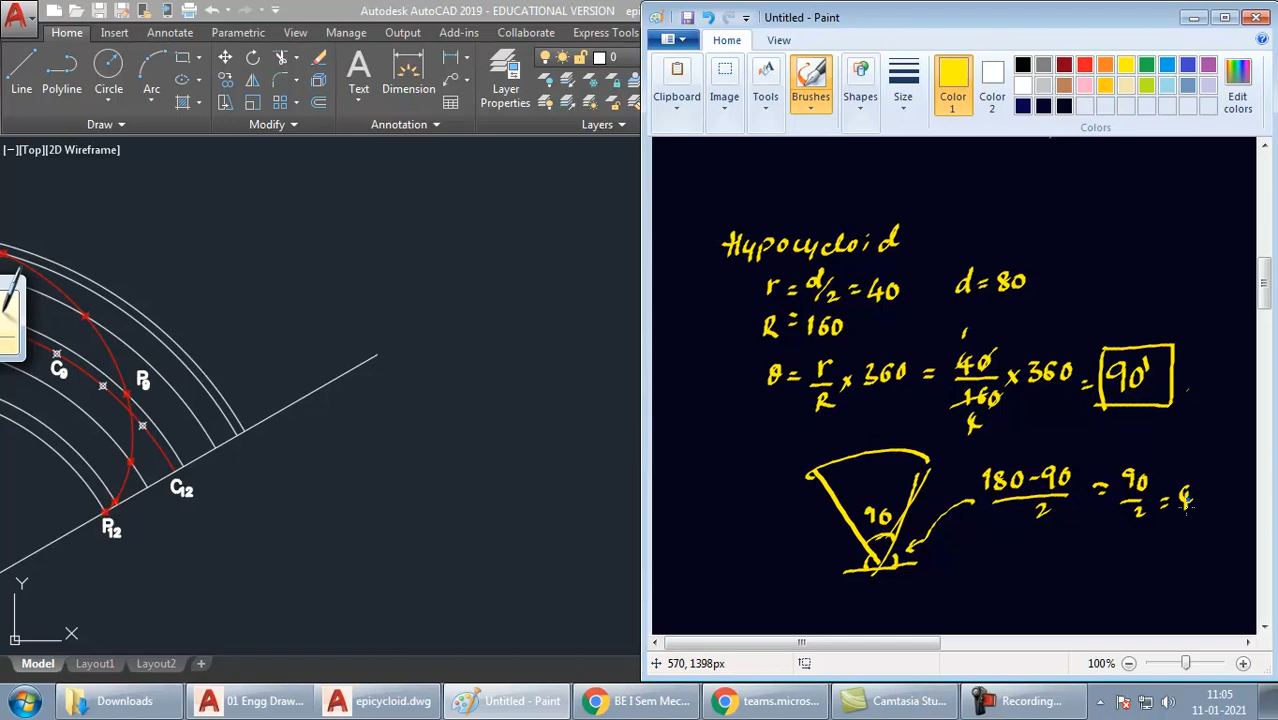 Autodesk AutoCAD 2019 - EDUCATIONAL VERSION
Home Insert Annotate Parametric View Manage Output Add-ins Collaborate Express Tools
Line Polyline Circle Arc Text Dimension Layer Properties
Draw Modify Annotation Layers
[−][Top][2D Wireframe]
C9
P9
C12
P12
Y
X
Model Layout1 Layout2 +
Untitled - Paint
Home View
Clipboard Image Tools Brushes Shapes Size Color 1 Color 2 Edit colors
Colors
Hypocycloid
r = d/2 = 40 d = 80
R = 160
θ = r/R × 360 = 40/160 × 360 = 90°
1
4
90
180-90/2 = 90/2 =
570, 1398px
100%
Downloads
01 Engg Draw...
epicycloid.dwg
Untitled - Paint
BE I Sem Mec...
teams.micros...
Camtasia Stu...
Recording...
11:05
11-01-2021